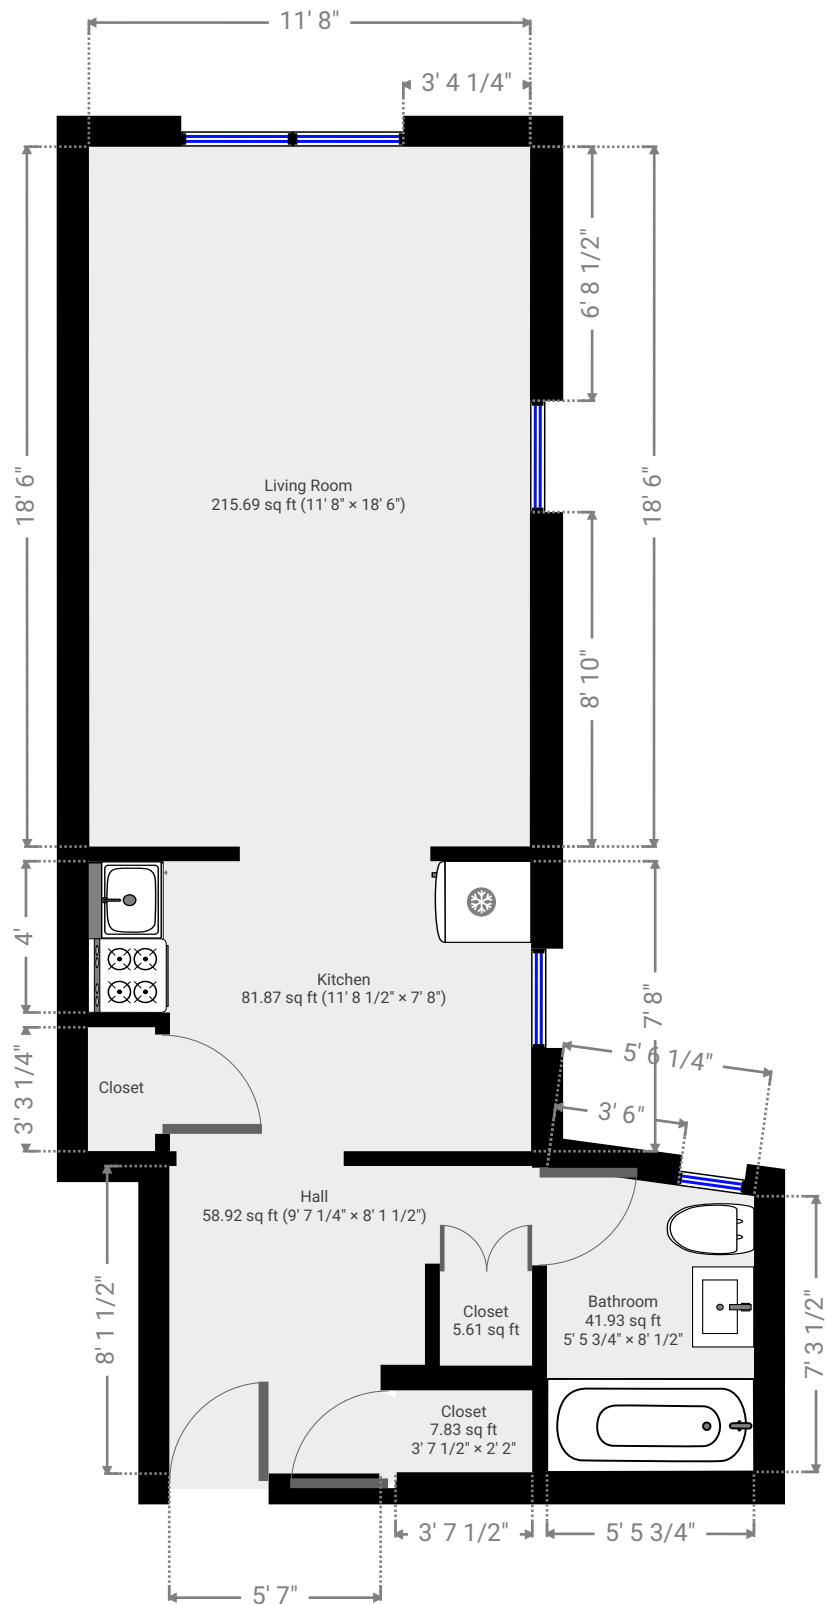 11' 8"
3' 4 1/4"
6' 8 1/2"
18' 6"
18' 6"
Living Room
215.69 sq ft (11' 8" × 18' 6")
8' 10"
4'
Kitchen
81.87 sq ft (11' 8 1/2" × 7' 8")
7' 8"
5' 6 1/4"
3' 3 1/4"
Closet
3' 6"
Hall
58.92 sq ft (9' 7 1/4" × 8' 1 1/2")
8' 1 1/2"
Closet
5.61 sq ft
Bathroom
41.93 sq ft
5' 5 3/4" × 8' 1/2"
7' 3 1/2"
Closet
7.83 sq ft
3' 7 1/2" × 2' 2"
3' 7 1/2"
5' 5 3/4"
5' 7"